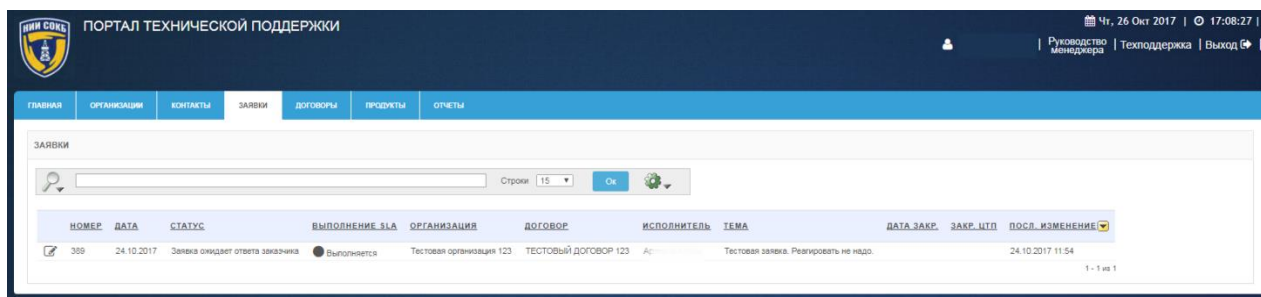 НИИ СОКБ
ПОРТАЛ ТЕХНИЧЕСКОЙ ПОДДЕРЖКИ
Чт, 26 Окт 2017 | 17:08:27 |
| Руководство менеджера | Техподдержка | Выход |
ГЛАВНАЯ ОРГАНИЗАЦИИ КОНТАКТЫ ЗАЯВКИ ДОГОВОРЫ ПРОДУКТЫ ОТЧЕТЫ
ЗАЯВКИ
Строки 15 Ок
НОМЕР ДАТА СТАТУС ВЫПОЛНЕНИЕ SLA ОРГАНИЗАЦИЯ ДОГОВОР ИСПОЛНИТЕЛЬ ТЕМА ДАТА ЗАКР. ЗАКР. ЦТП ПОСЛ. ИЗМЕНЕНИЕ
389 24.10.2017 Заявка ожидает ответа заказчика Выполняется Тестовая организация 123 ТЕСТОВЫЙ ДОГОВОР 123 Тестовая заявка. Реагировать не надо. 24.10.2017 11:54
1 - 1 из 1